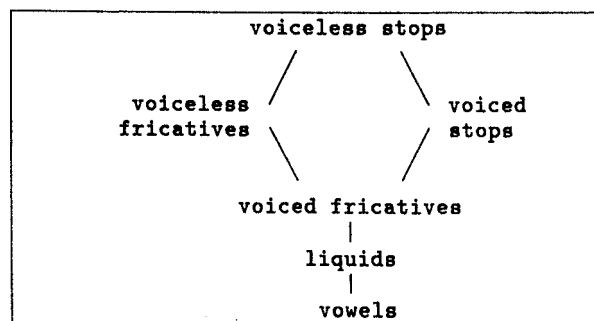 voiceless stops
voiceless voiced
fricatives stops
voiced fricatives
liquids
vowels